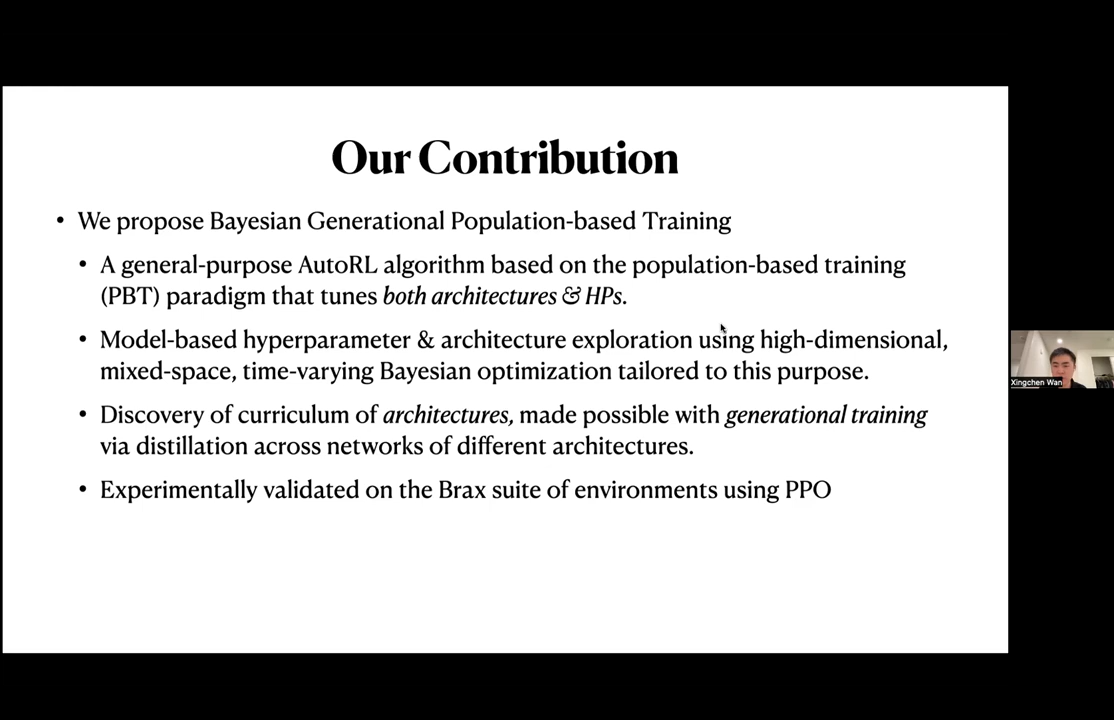 Our Contribution
• We propose Bayesian Generational Population-based Training
• A general-purpose AutoRL algorithm based on the population-based training
(PBT) paradigm that tunes both architectures & HPs.
• Model-based hyperparameter & architecture exploration using high-dimensional,
mixed-space, time-varying Bayesian optimization tailored to this purpose.
• Discovery of curriculum of architectures, made possible with generational training
via distillation across networks of different architectures.
• Experimentally validated on the Brax suite of environments using PPO
Xingchen Wan